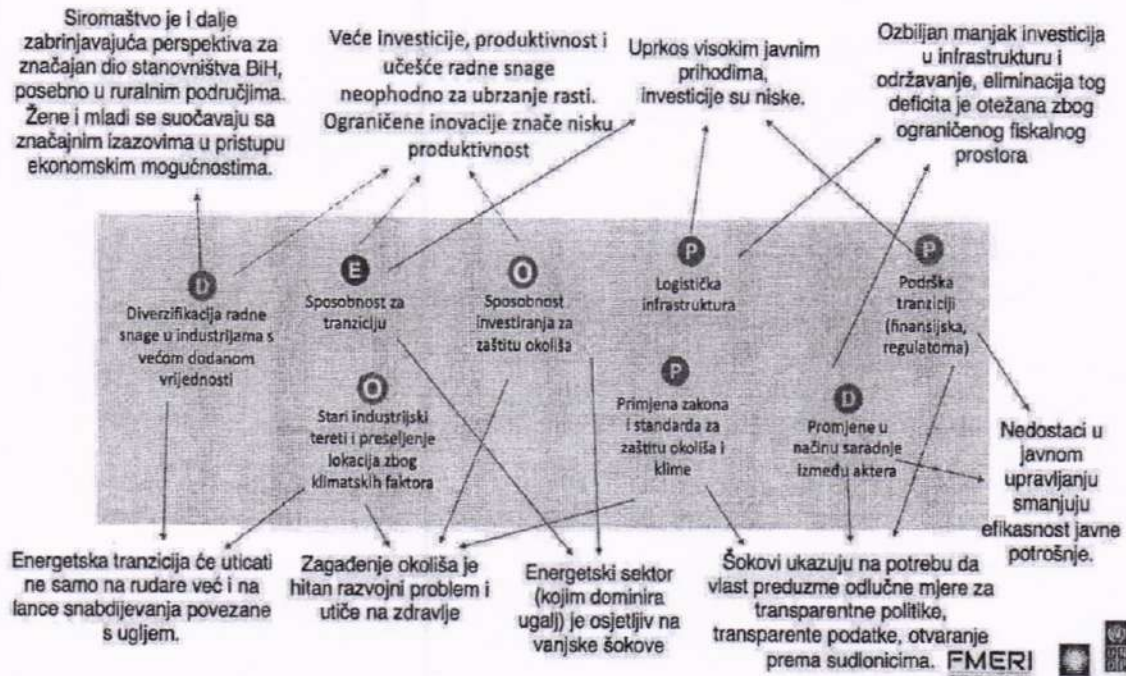 Siromaštvo je i dalje
zabrinjavajuća perspektiva za
značajan dio stanovništva BiH,
posebno u ruralnim područjima.
Žene i mladi se suočavaju sa
značajnim izazovima u pristupu
ekonomskim mogućnostima.
Veće investicije, produktivnost i
učešće radne snage
neophodno za ubrzanje rasti.
Ograničene inovacije znače nisku
produktivnost
Uprkos visokim javnim
prihodima,
investicije su niske.
Ozbiljan manjak investicija
u infrastrukturu i
održavanje, eliminacija tog
deficita je otežana zbog
ograničenog fiskalnog
prostora
D
Diverzifikacija radne
snage u industrijama s
većom dodanom
vrijednosti
E
Sposobnost za
tranziciju
O
Sposobnost
investiranja za
zaštitu okoliša
P
Logistička
infrastruktura
P
Podrška
tranziciji
(finansijska,
regulatorna)
O
Stari industrijski
tereti i preseljenje
lokacija zbog
klimatskih faktora
P
Primjena zakona
i standarda za
zaštitu okoliša i
klime
D
Promjene u
načinu saradnje
između aktera
Nedostaci u
javnom
upravljanju
smanjuju
efikasnost javne
potrošnje.
Energetska tranzicija će uticati
ne samo na rudare već i na
lance snabdijevanja povezane
s ugljem.
Zagađenje okoliša je
hitan razvojni problem i
utiče na zdravlje
Energetski sektor
(kojim dominira
ugalj) je osjetljiv na
vanjske šokove
Šokovi ukazuju na potrebu da
vlast preduzme odlučne mjere za
transparentne politike,
transparente podatke, otvaranje
prema sudionicima.
FMERI